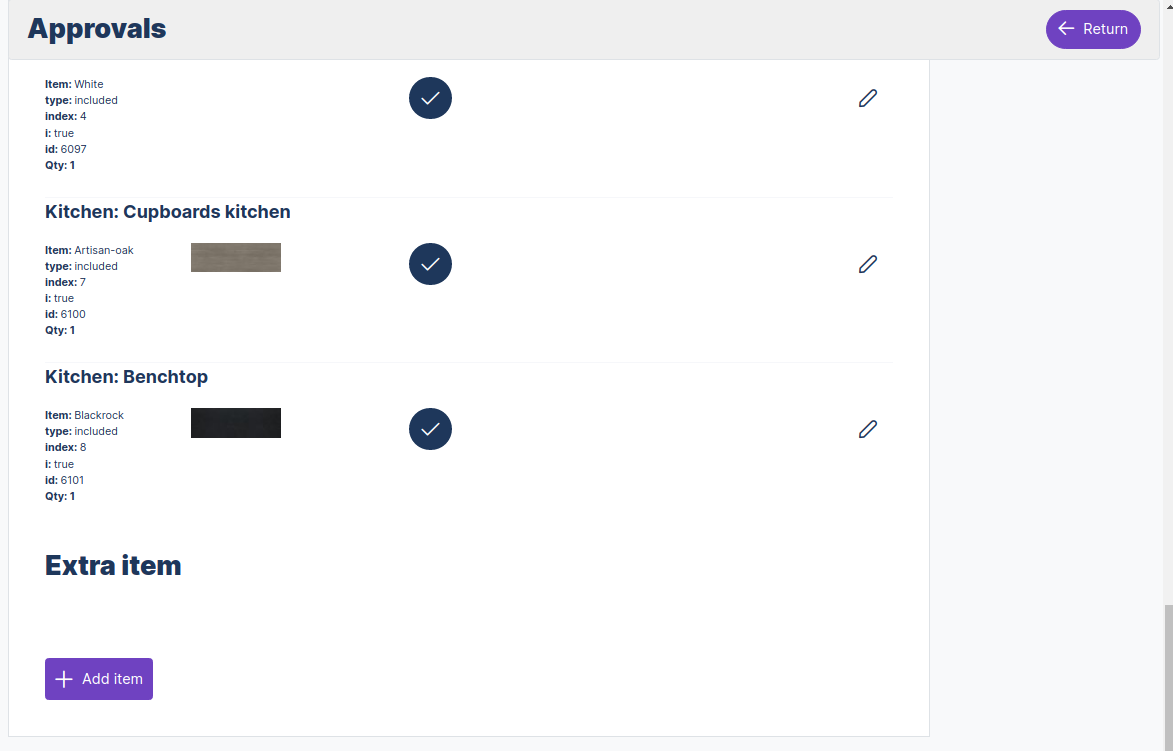 Approvals
Return
Item: White
type: included
index: 4
i: true
id: 6097
Qty: 1
Kitchen: Cupboards kitchen
Item: Artisan-oak
type: included
index: 7
i: true
id: 6100
Qty: 1
Kitchen: Benchtop
Item: Blackrock
type: included
index: 8
i: true
id: 6101
Qty: 1
Extra item
Add item